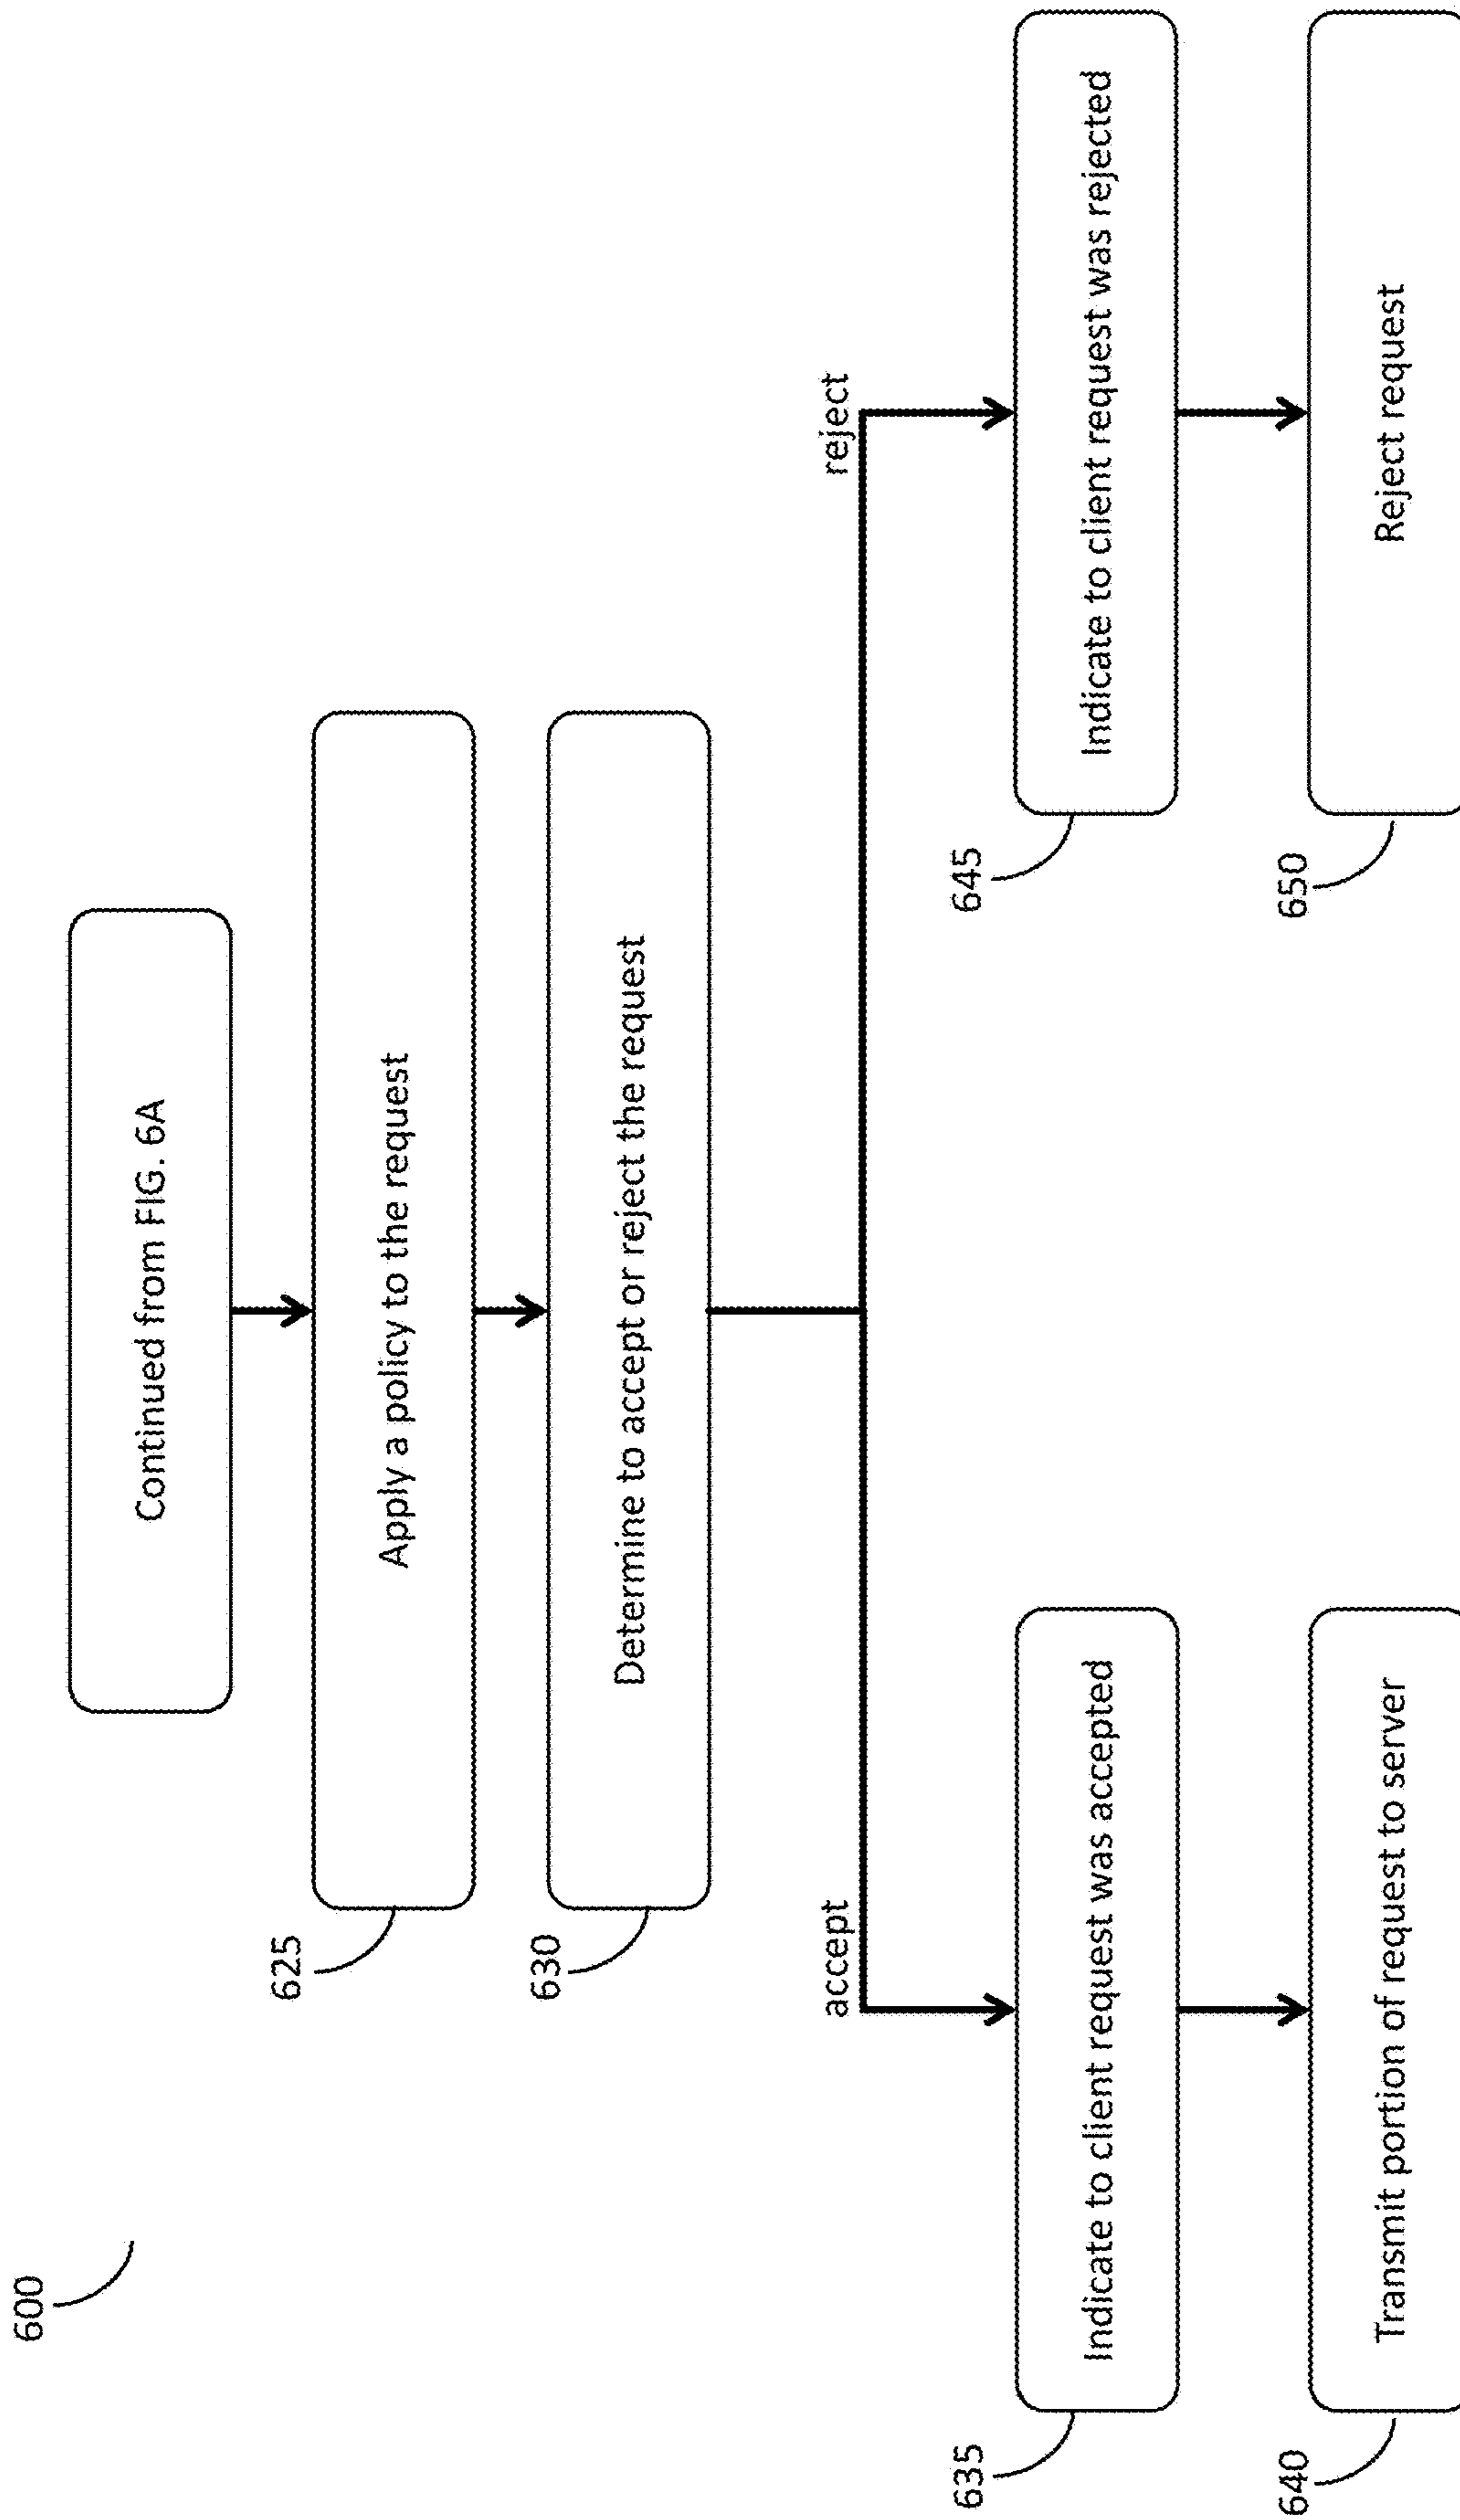 600
Continued from FIG. 6A
625
Apply a policy to the request
630
Determine to accept or reject the request
accept
reject
635
Indicate to client request was accepted
645
Indicate to client request was rejected
640
Transmit portion of request to server
650
Reject request